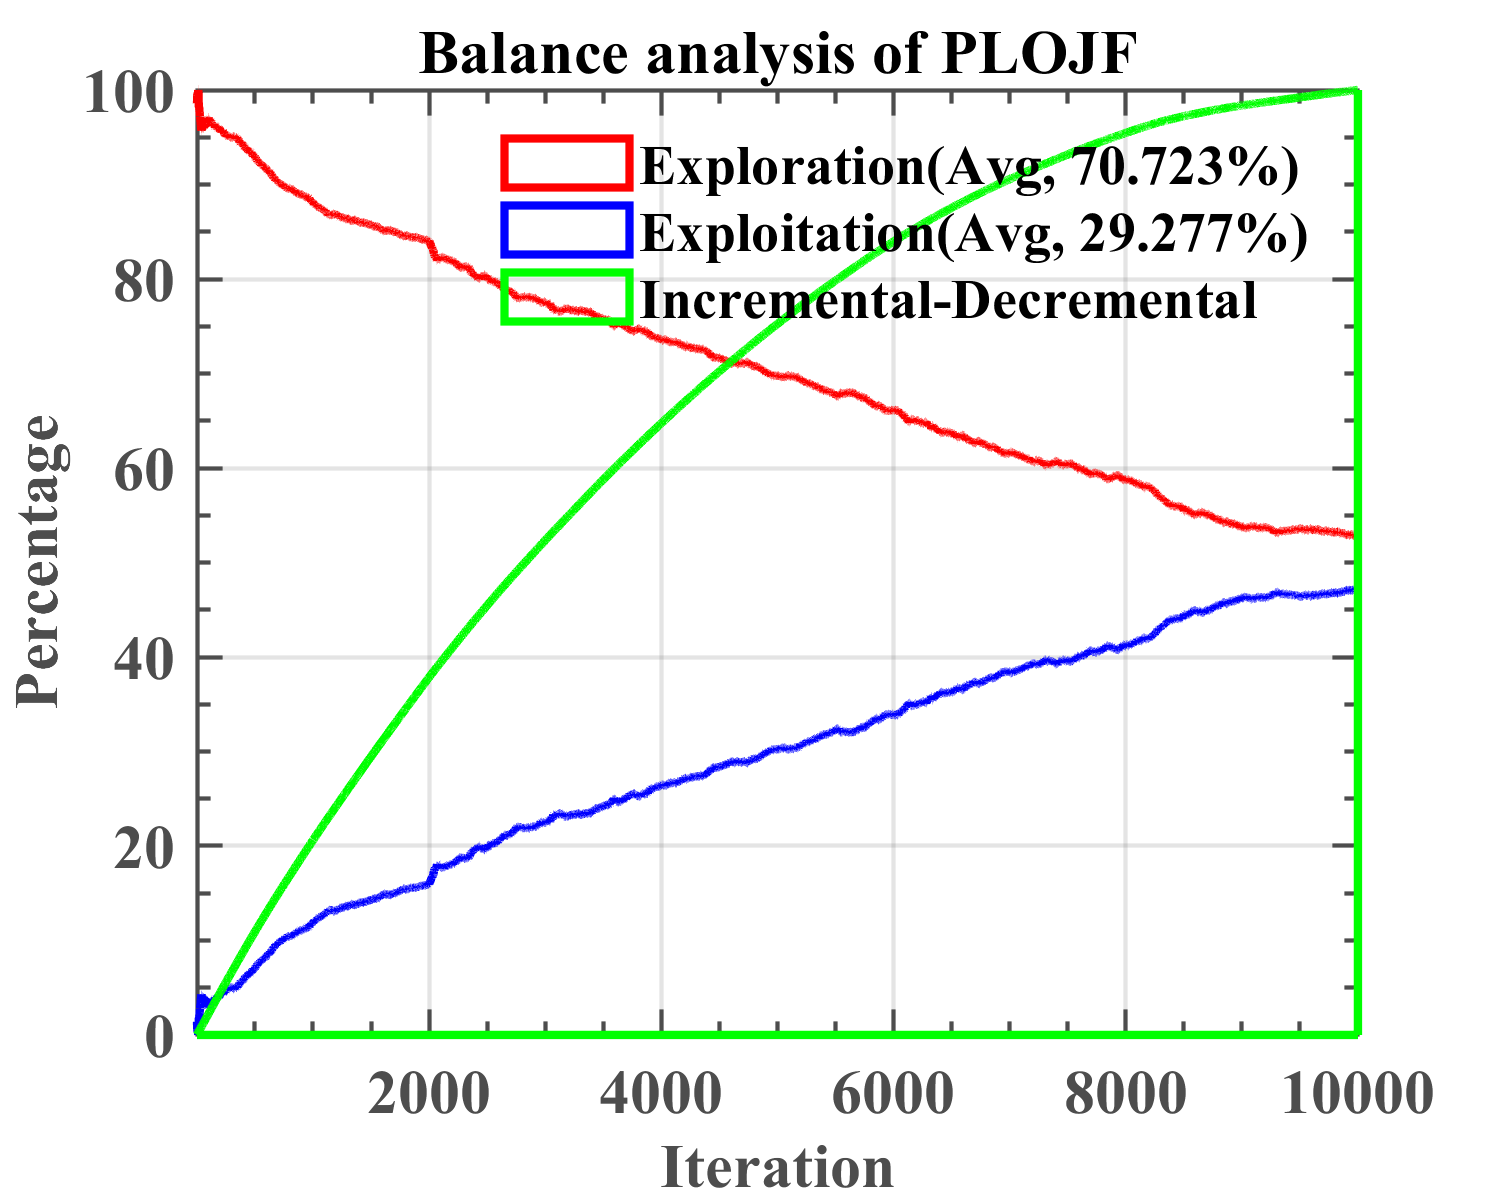 Balance analysis of PLOJF
100
80
60
40
20
0
Percentage
Exploration(Avg, 70.723%)
Exploitation(Avg, 29.277%)
Incremental-Decremental
2000 4000 6000 8000 10000
Iteration